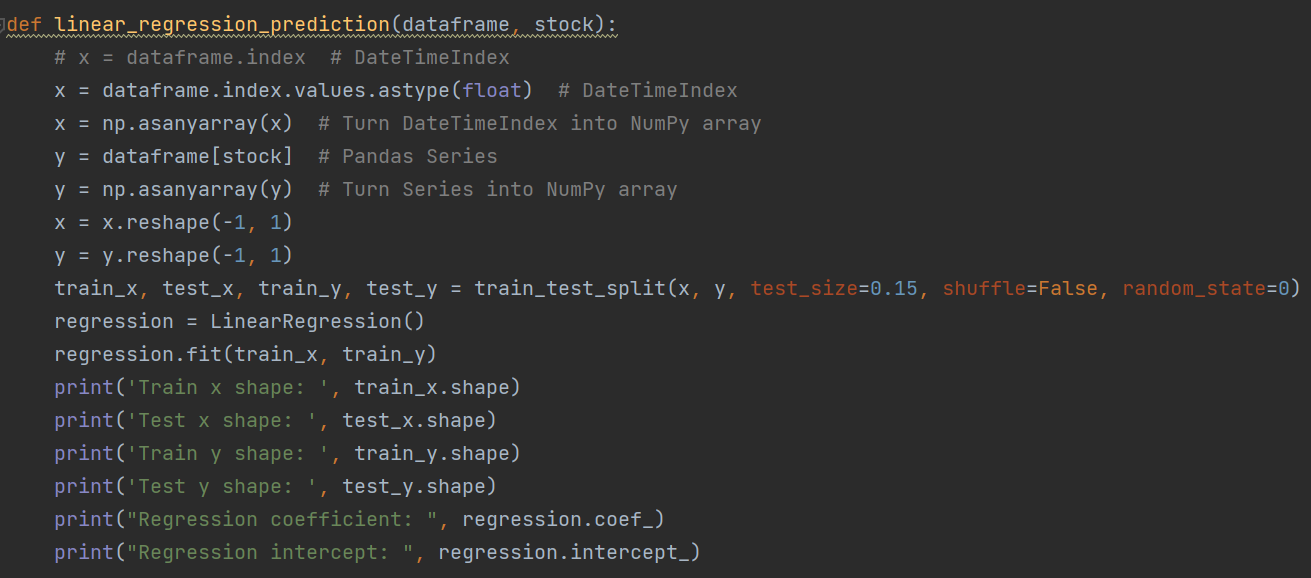 def linear_regression_prediction(dataframe, stock):
    # x = dataframe.index  # DateTimeIndex
    x = dataframe.index.values.astype(float)  # DateTimeIndex
    x = np.asanyarray(x)  # Turn DateTimeIndex into NumPy array
    y = dataframe[stock]  # Pandas Series
    y = np.asanyarray(y)  # Turn Series into NumPy array
    x = x.reshape(-1, 1)
    y = y.reshape(-1, 1)
    train_x, test_x, train_y, test_y = train_test_split(x, y, test_size=0.15, shuffle=False, random_state=0)
    regression = LinearRegression()
    regression.fit(train_x, train_y)
    print('Train x shape: ', train_x.shape)
    print('Test x shape: ', test_x.shape)
    print('Train y shape: ', train_y.shape)
    print('Test y shape: ', test_y.shape)
    print("Regression coefficient: ", regression.coef_)
    print("Regression intercept: ", regression.intercept_)